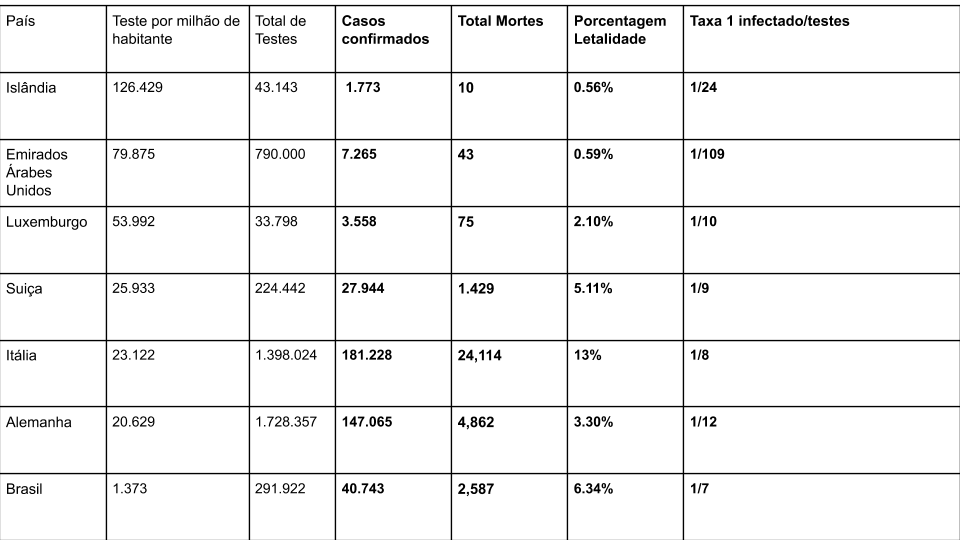 País Teste por milhão de habitante Total de Testes Casos confirmados Total Mortes Porcentagem Letalidade Taxa 1 infectado/testes
Islândia 126.429 43.143 1.773 10 0.56% 1/24
Emirados Árabes Unidos 79.875 790.000 7.265 43 0.59% 1/109
Luxemburgo 53.992 33.798 3.558 75 2.10% 1/10
Suiça 25.933 224.442 27.944 1.429 5.11% 1/9
Itália 23.122 1.398.024 181.228 24,114 13% 1/8
Alemanha 20.629 1.728.357 147.065 4,862 3.30% 1/12
Brasil 1.373 291.922 40.743 2,587 6.34% 1/7